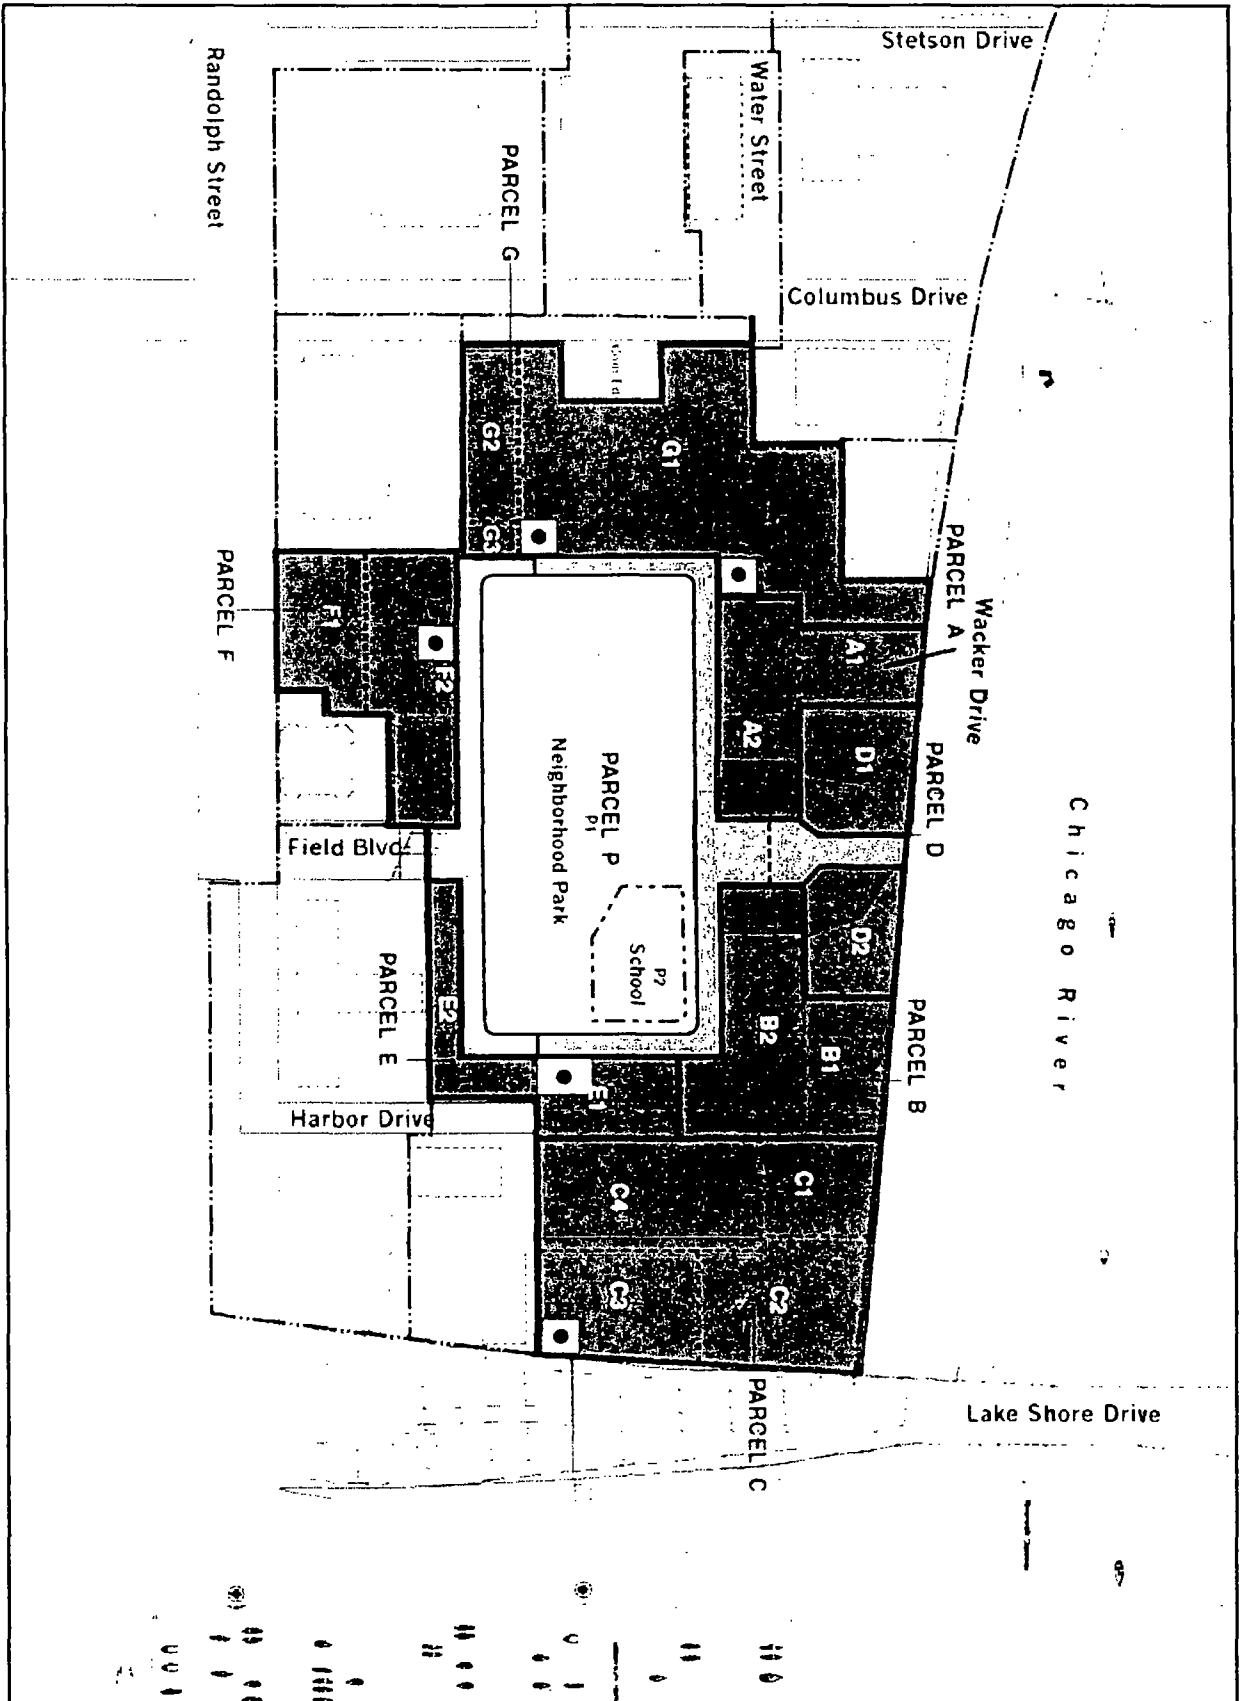 Stetson Drive
Water Street
Randolph Street
PARCEL G
Columbus Drive
G2
G1
G3
PARCEL A
Wacker Drive
A1
A2
PARCEL F
F1
F2
PARCEL D
D1
PARCEL P
P1
Neighborhood Park
Chicago River
Field Blvd.
D2
P2
School
PARCEL E
E2
B2
B1
PARCEL B
E1
Harbor Drive
C4
C1
C3
C2
PARCEL C
Lake Shore Drive